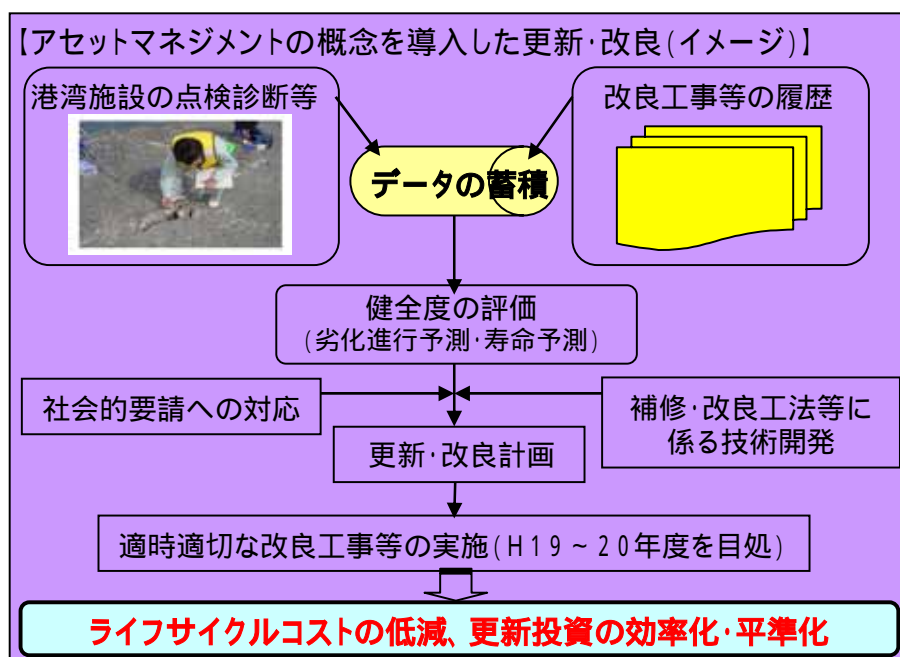 【アセットマネジメントの概念を導入した更新・改良(イメージ)】
港湾施設の点検診断等
改良工事等の履歴
データの蓄積
健全度の評価
(劣化進行予測・寿命予測)
社会的要請への対応
補修・改良工法等に
係る技術開発
更新・改良計画
適時適切な改良工事等の実施(H19~20年度を目処)
ライフサイクルコストの低減、更新投資の効率化・平準化